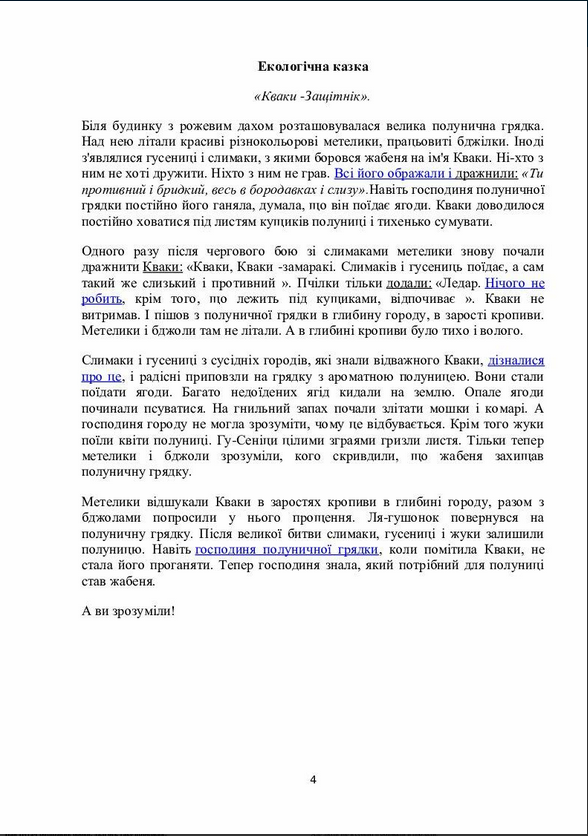 Екологічна казка
«Кваки -Защітнік».
Біля будинку з рожевим дахом розташовувалася велика полунична грядка.
Над нею літали красиві різнокольорові метелики, працьовиті бджілки. Іноді
з'являлися гусениці і слимаки, з якими боровся жабеня на ім'я Кваки. Ні-хто з
ним не хоті дружити. Ніхто з ним не грав. Всі його ображали і дражнили: «Ти
противний і бридкий, весь в бородавках і слизу».Навіть господиня полуничної
грядки постійно його ганяла, думала, що він поїдає ягоди. Кваки доводилося
постійно ховатися під листям кущиків полуниці і тихенько сумувати.
Одного разу після чергового бою зі слимаками метелики знову почали
дражнити Кваки: «Кваки, Кваки -замаракі. Слимаків і гусениць поїдає, а сам
такий же слизький і противний ». Пчілки тільки додали: «Ледар. Нічого не
робить, крім того, що лежить під кущиками, відпочиває ». Кваки не
витримав. І пішов з полуничної грядки в глибину городу, в зарості кропиви.
Метелики і бджоли там не літали. А в глибині кропиви було тихо і волого.
Слимаки і гусениці з сусідніх городів, які знали відважного Кваки, дізналися
про це, і радісні приповзли на грядку з ароматною полуницею. Вони стали
поїдати ягоди. Багато недоїдених ягід кидали на землю. Опале ягоди
починали псуватися. На гнильний запах почали злітати мошки і комарі. А
господиня городу не могла зрозуміти, чому це відбувається. Крім того жуки
поїли квіти полуниці. Гу-Сеніци цілими зграями гризли листя. Тільки тепер
метелики і бджоли зрозуміли, кого скривдили, що жабеня захищав
полуничну грядку.
Метелики відшукали Кваки в заростях кропиви в глибині городу, разом з
бджолами попросили у нього прощення. Ля-гушонок повернувся на
полуничну грядку. Після великої битви слимаки, гусениці і жуки залишили
полуницю. Навіть господиня полуничної грядки, коли помітила Кваки, не
стала його проганяти. Тепер господиня знала, який потрібний для полуниці
став жабеня.
А ви зрозуміли!
4